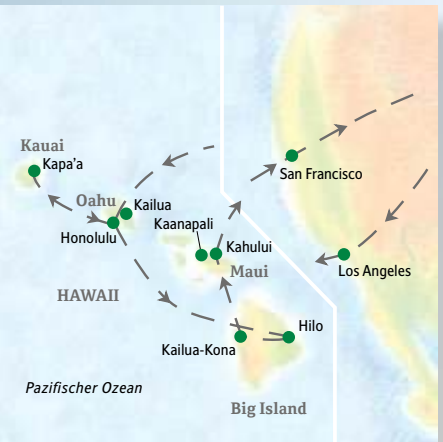 Kauai
Kapa'a
Oahu
Kailua
Honolulu
Kaanapali
Kahului
Maui
San Francisco
Los Angeles
HAWAII
Hilo
Kailua-Kona
Pazifischer Ozean
Big Island